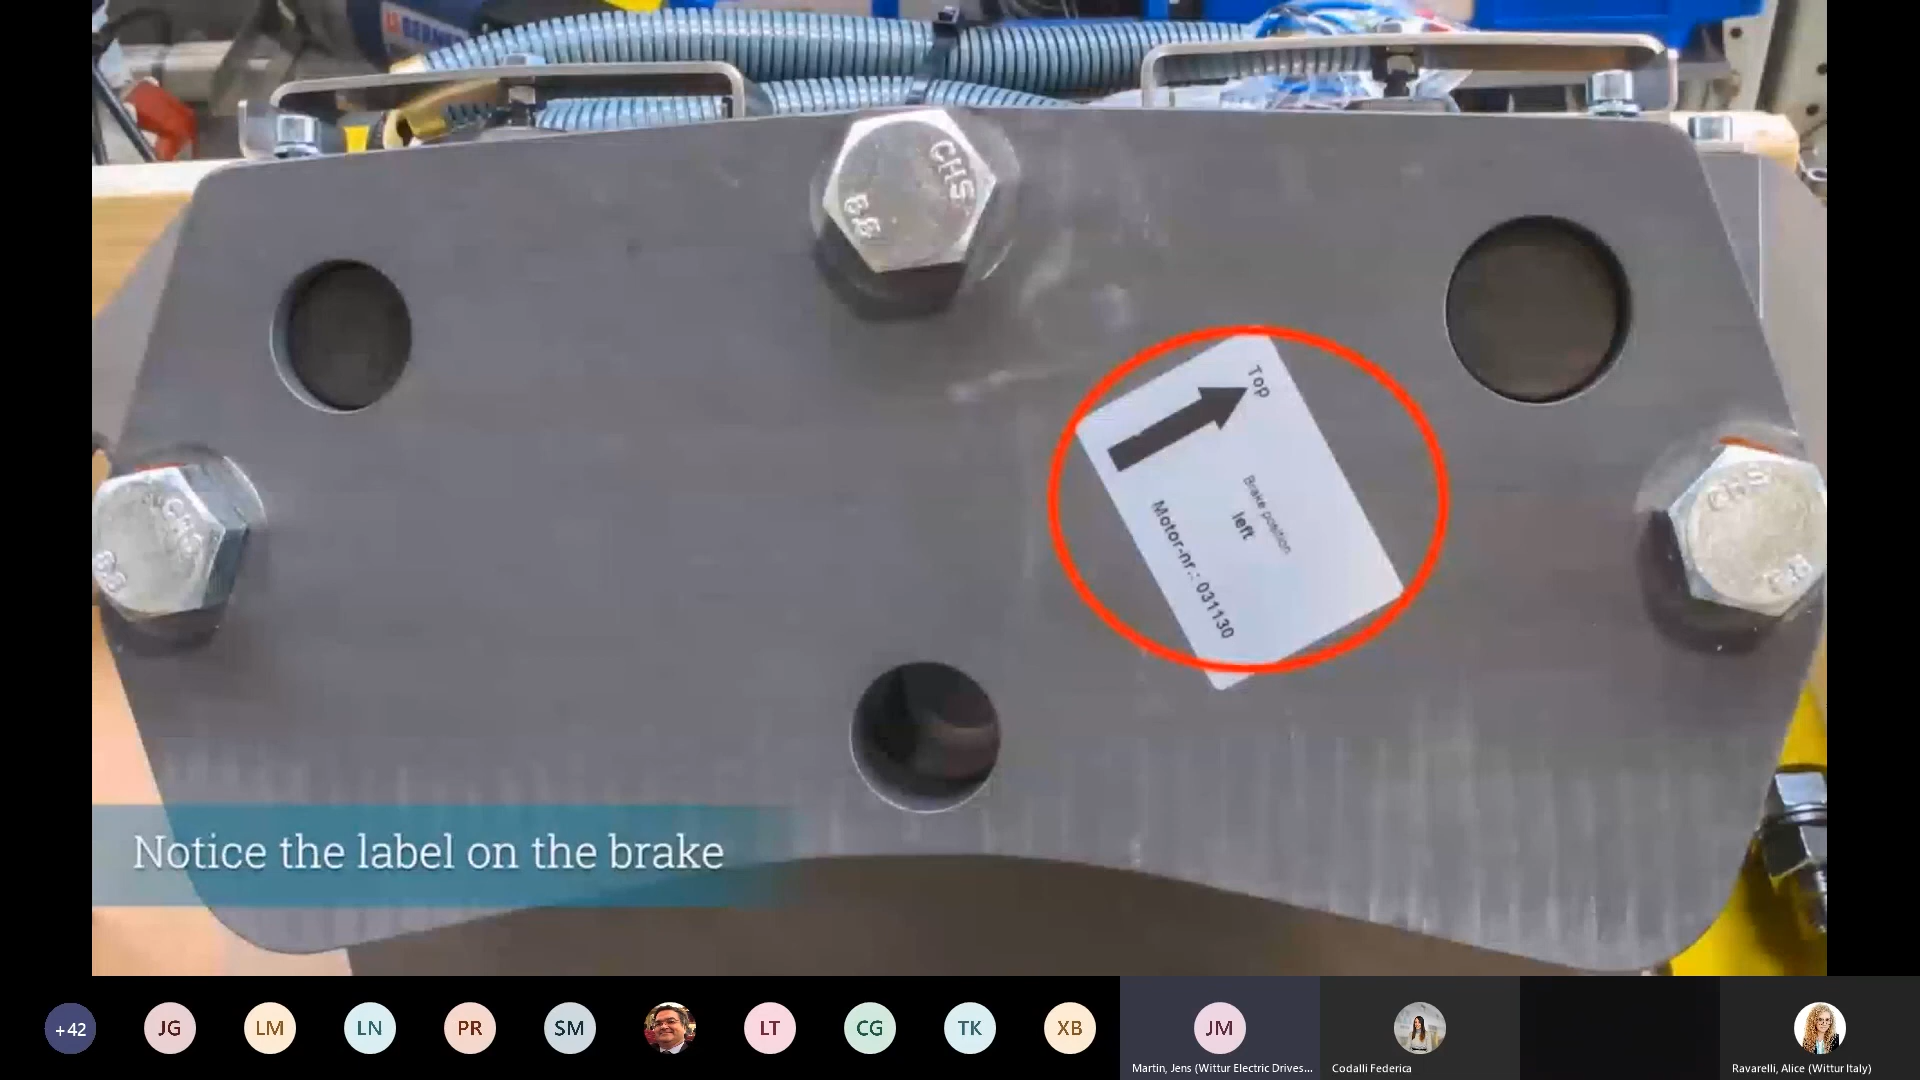 BERN
CHS
8.8
Top
Brake position
left
Motor-nr.: 031130
CHS
8.8
CHS
8.8
Notice the label on the brake
+42
JG
LM
LN
PR
SM
LT
CG
TK
XB
JM
Martin, Jens (Wittur Electric Drives...
Codalli Federica
Ravarelli, Alice (Wittur Italy)